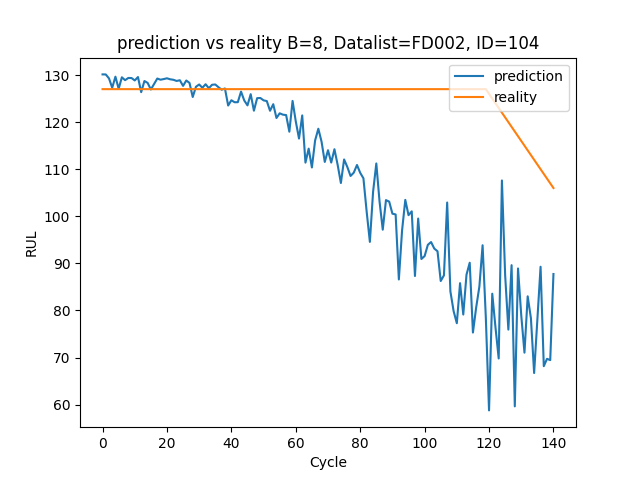 prediction vs reality B=8, Datalist=FD002, ID=104
prediction
reality
RUL
130
120
110
100
90
80
70
60
0 20 40 60 80 100 120 140
Cycle